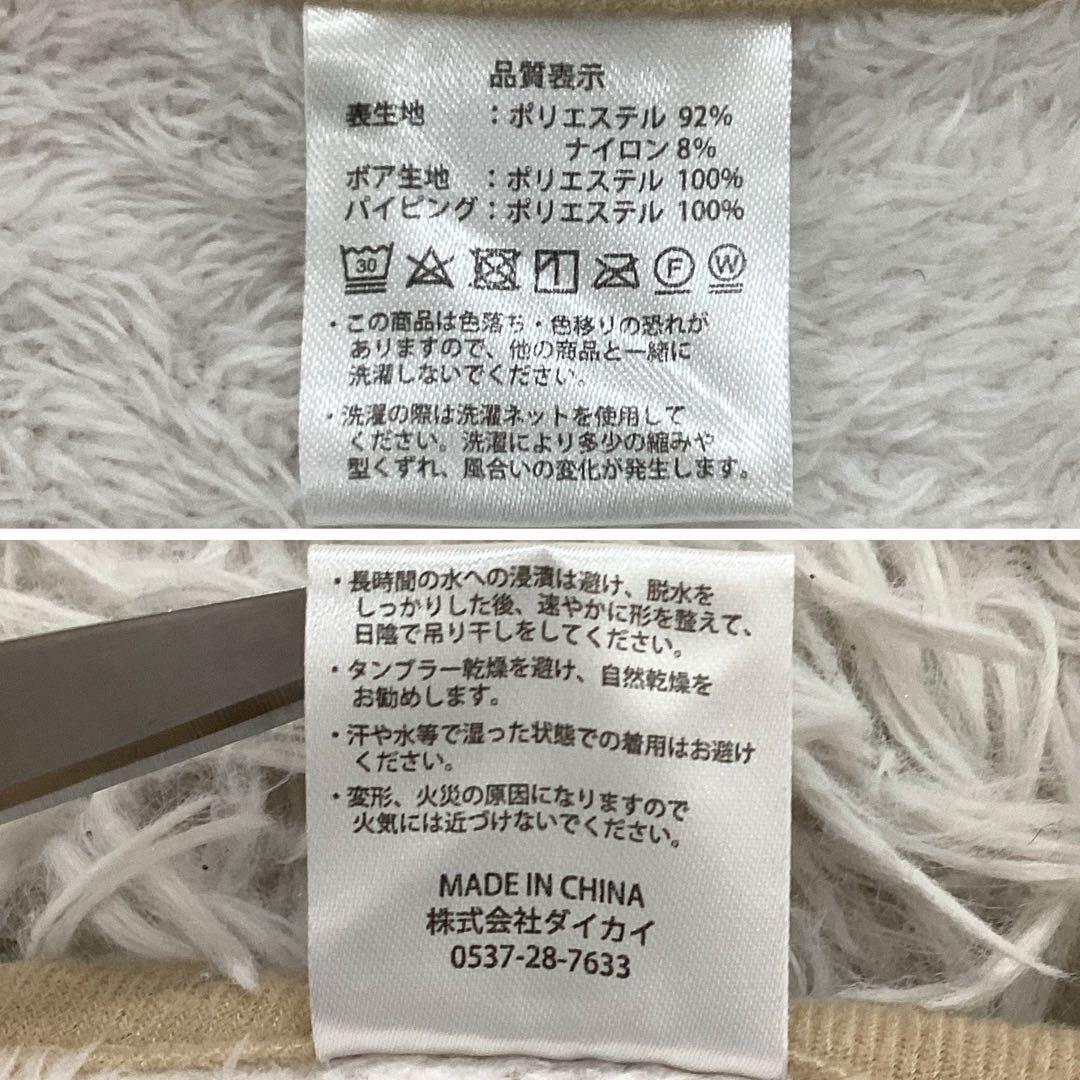 品質表示
表生地 ：ポリエステル 92%
ナイロン 8%
ボア生地 ：ポリエステル 100%
パイピング：ポリエステル 100%
30 F W
・この商品は色落ち・色移りの恐れが
ありますので、他の商品と一緒に
洗濯しないでください。
・洗濯の際は洗濯ネットを使用して
ください。洗濯により多少の縮みや
型くずれ、風合いの変化が発生します。
・長時間の水への浸漬は避け、脱水を
しっかりした後、速やかに形を整えて、
日陰で吊り干しをしてください。
・タンブラー乾燥を避け、自然乾燥を
お勧めします。
・汗や水等で湿った状態での着用はお避け
ください。
・変形、火災の原因になりますので
火気には近づけないでください。
MADE IN CHINA
株式会社ダイカイ
0537-28-7633